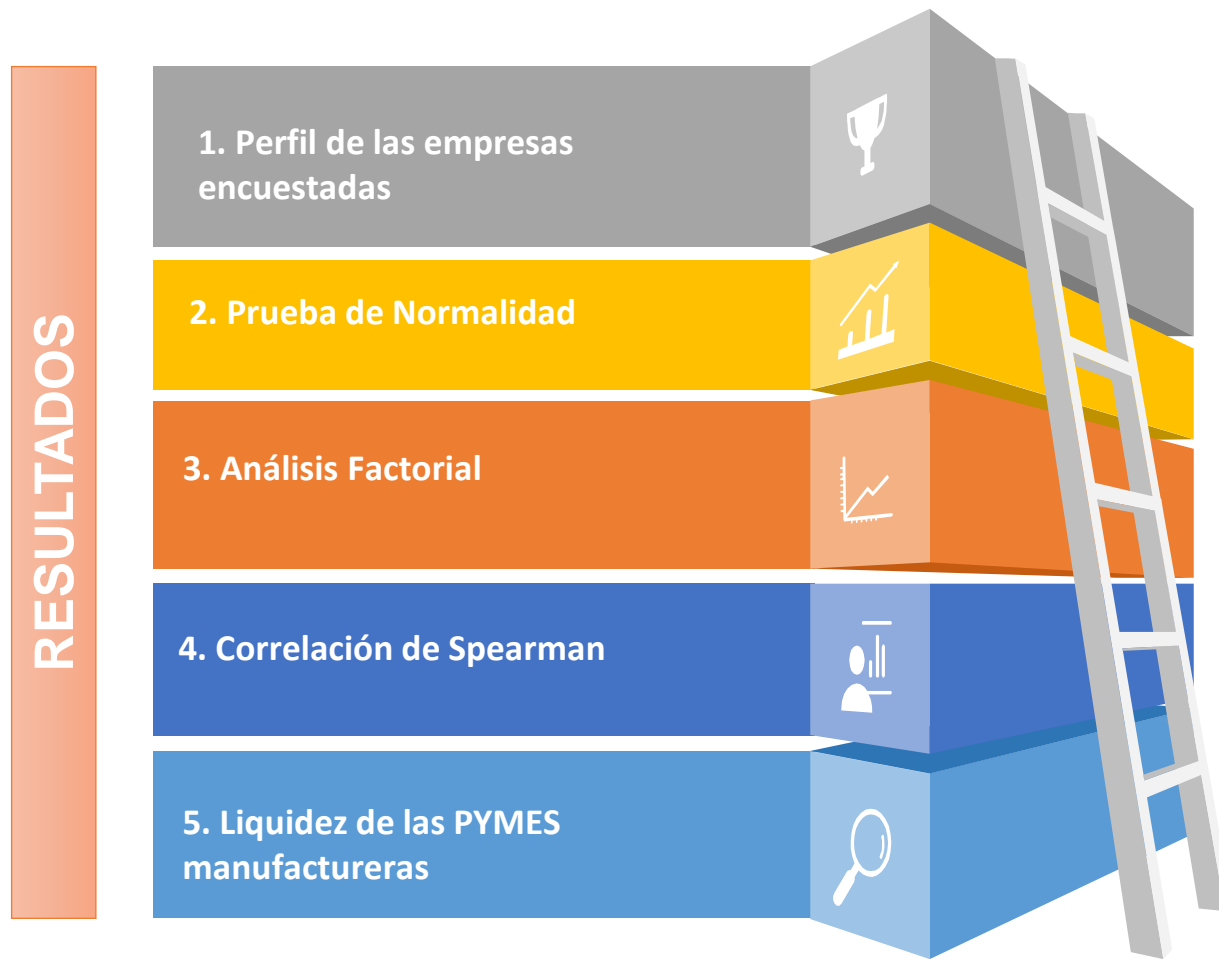 RESULTADOS
1. Perfil de las empresas
encuestadas
2. Prueba de Normalidad
3. Análisis Factorial
4. Correlación de Spearman
5. Liquidez de las PYMES
manufactureras